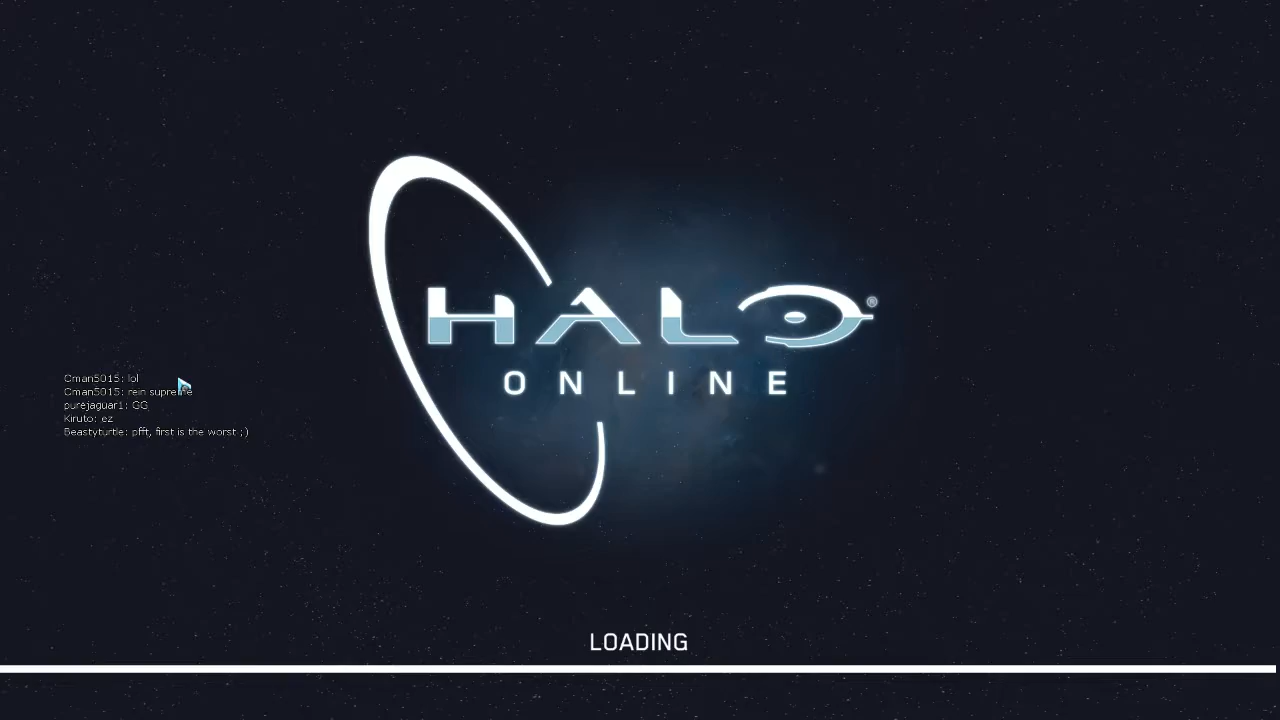 HALO®
ONLINE
Cman5015: lol
Cman5015: rein supreme
purejaguar1: GG
Kiruto: ez
Beastyturtle: pfft, first is the worst ;)
LOADING